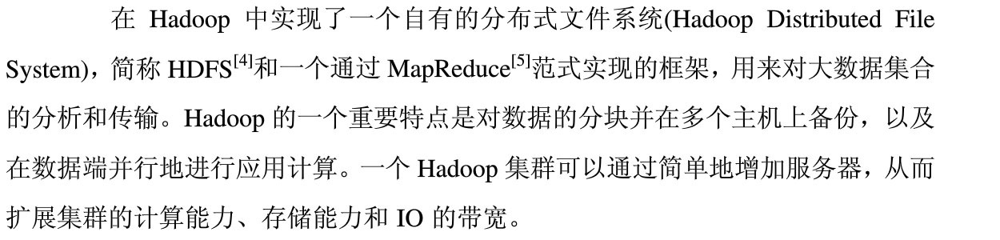 在 Hadoop 中实现了一个自有的分布式文件系统(Hadoop Distributed File
System)，简称 HDFS[4]和一个通过 MapReduce[5]范式实现的框架，用来对大数据集合
的分析和传输。Hadoop 的一个重要特点是对数据的分块并在多个主机上备份，以及
在数据端并行地进行应用计算。一个 Hadoop 集群可以通过简单地增加服务器，从而
扩展集群的计算能力、存储能力和 IO 的带宽。